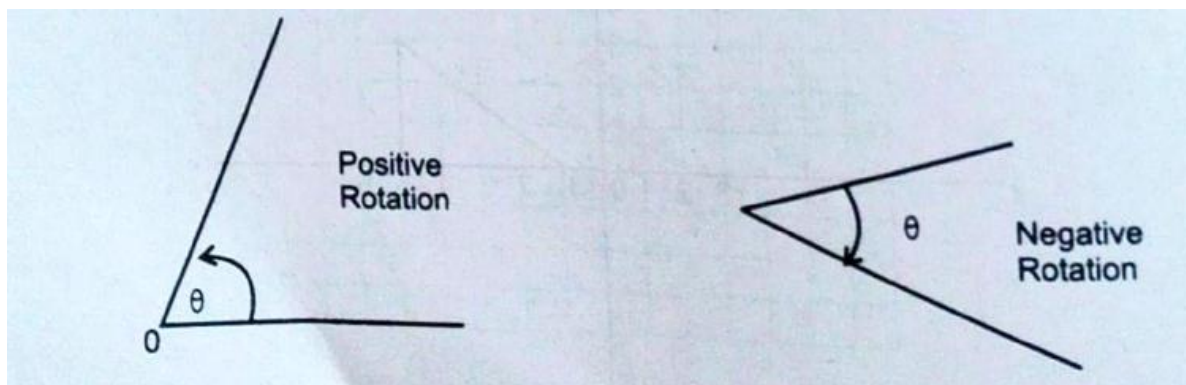 Positive
Rotation
θ
0
θ
Negative
Rotation